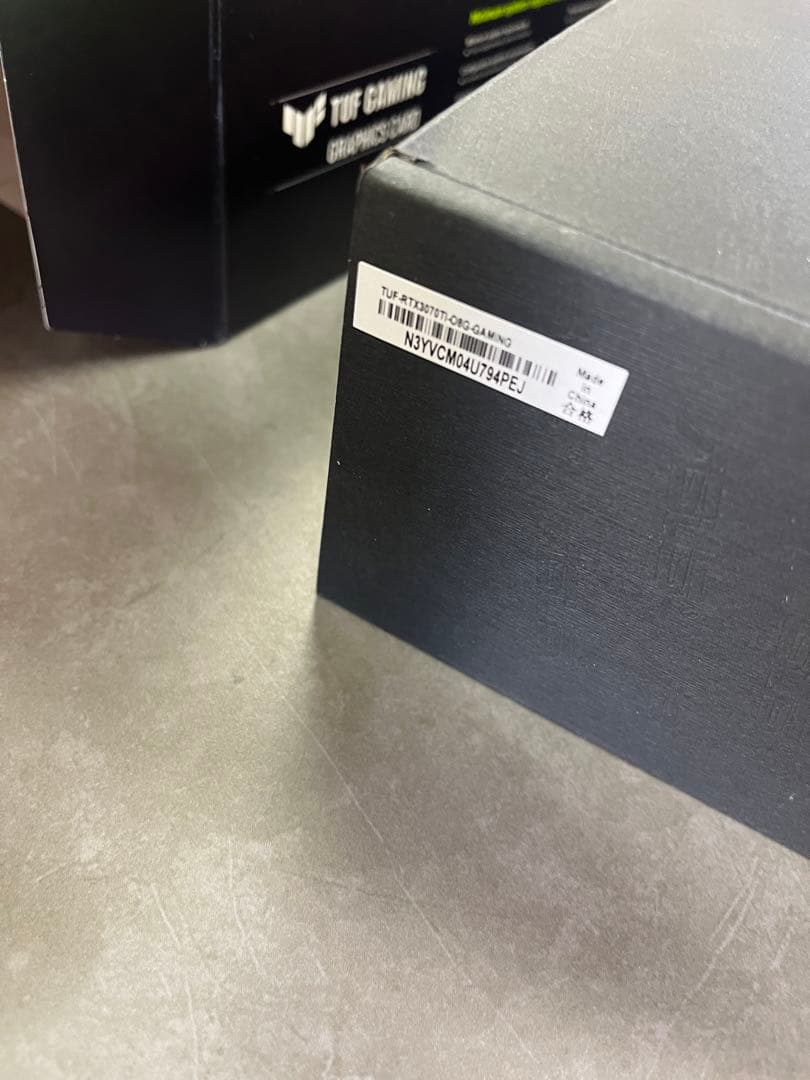 TUF GAMING
GRAPHICS CARD
TUF-RTX3070TI-O8G-GAMING
N3YVCM04U794PEJ
Made
in
China
合格